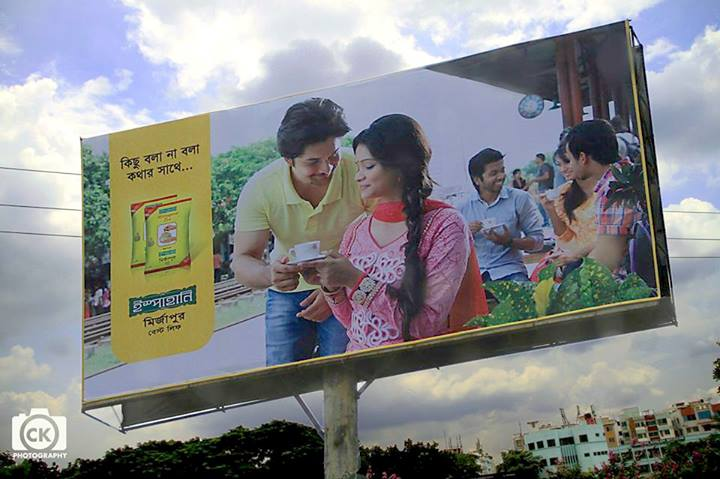 কিছু বলা না বলা
কথার সাথে...
ইস্পাহানি
মির্জাপুর
বেস্ট লিফ
CK
PHOTOGRAPHY